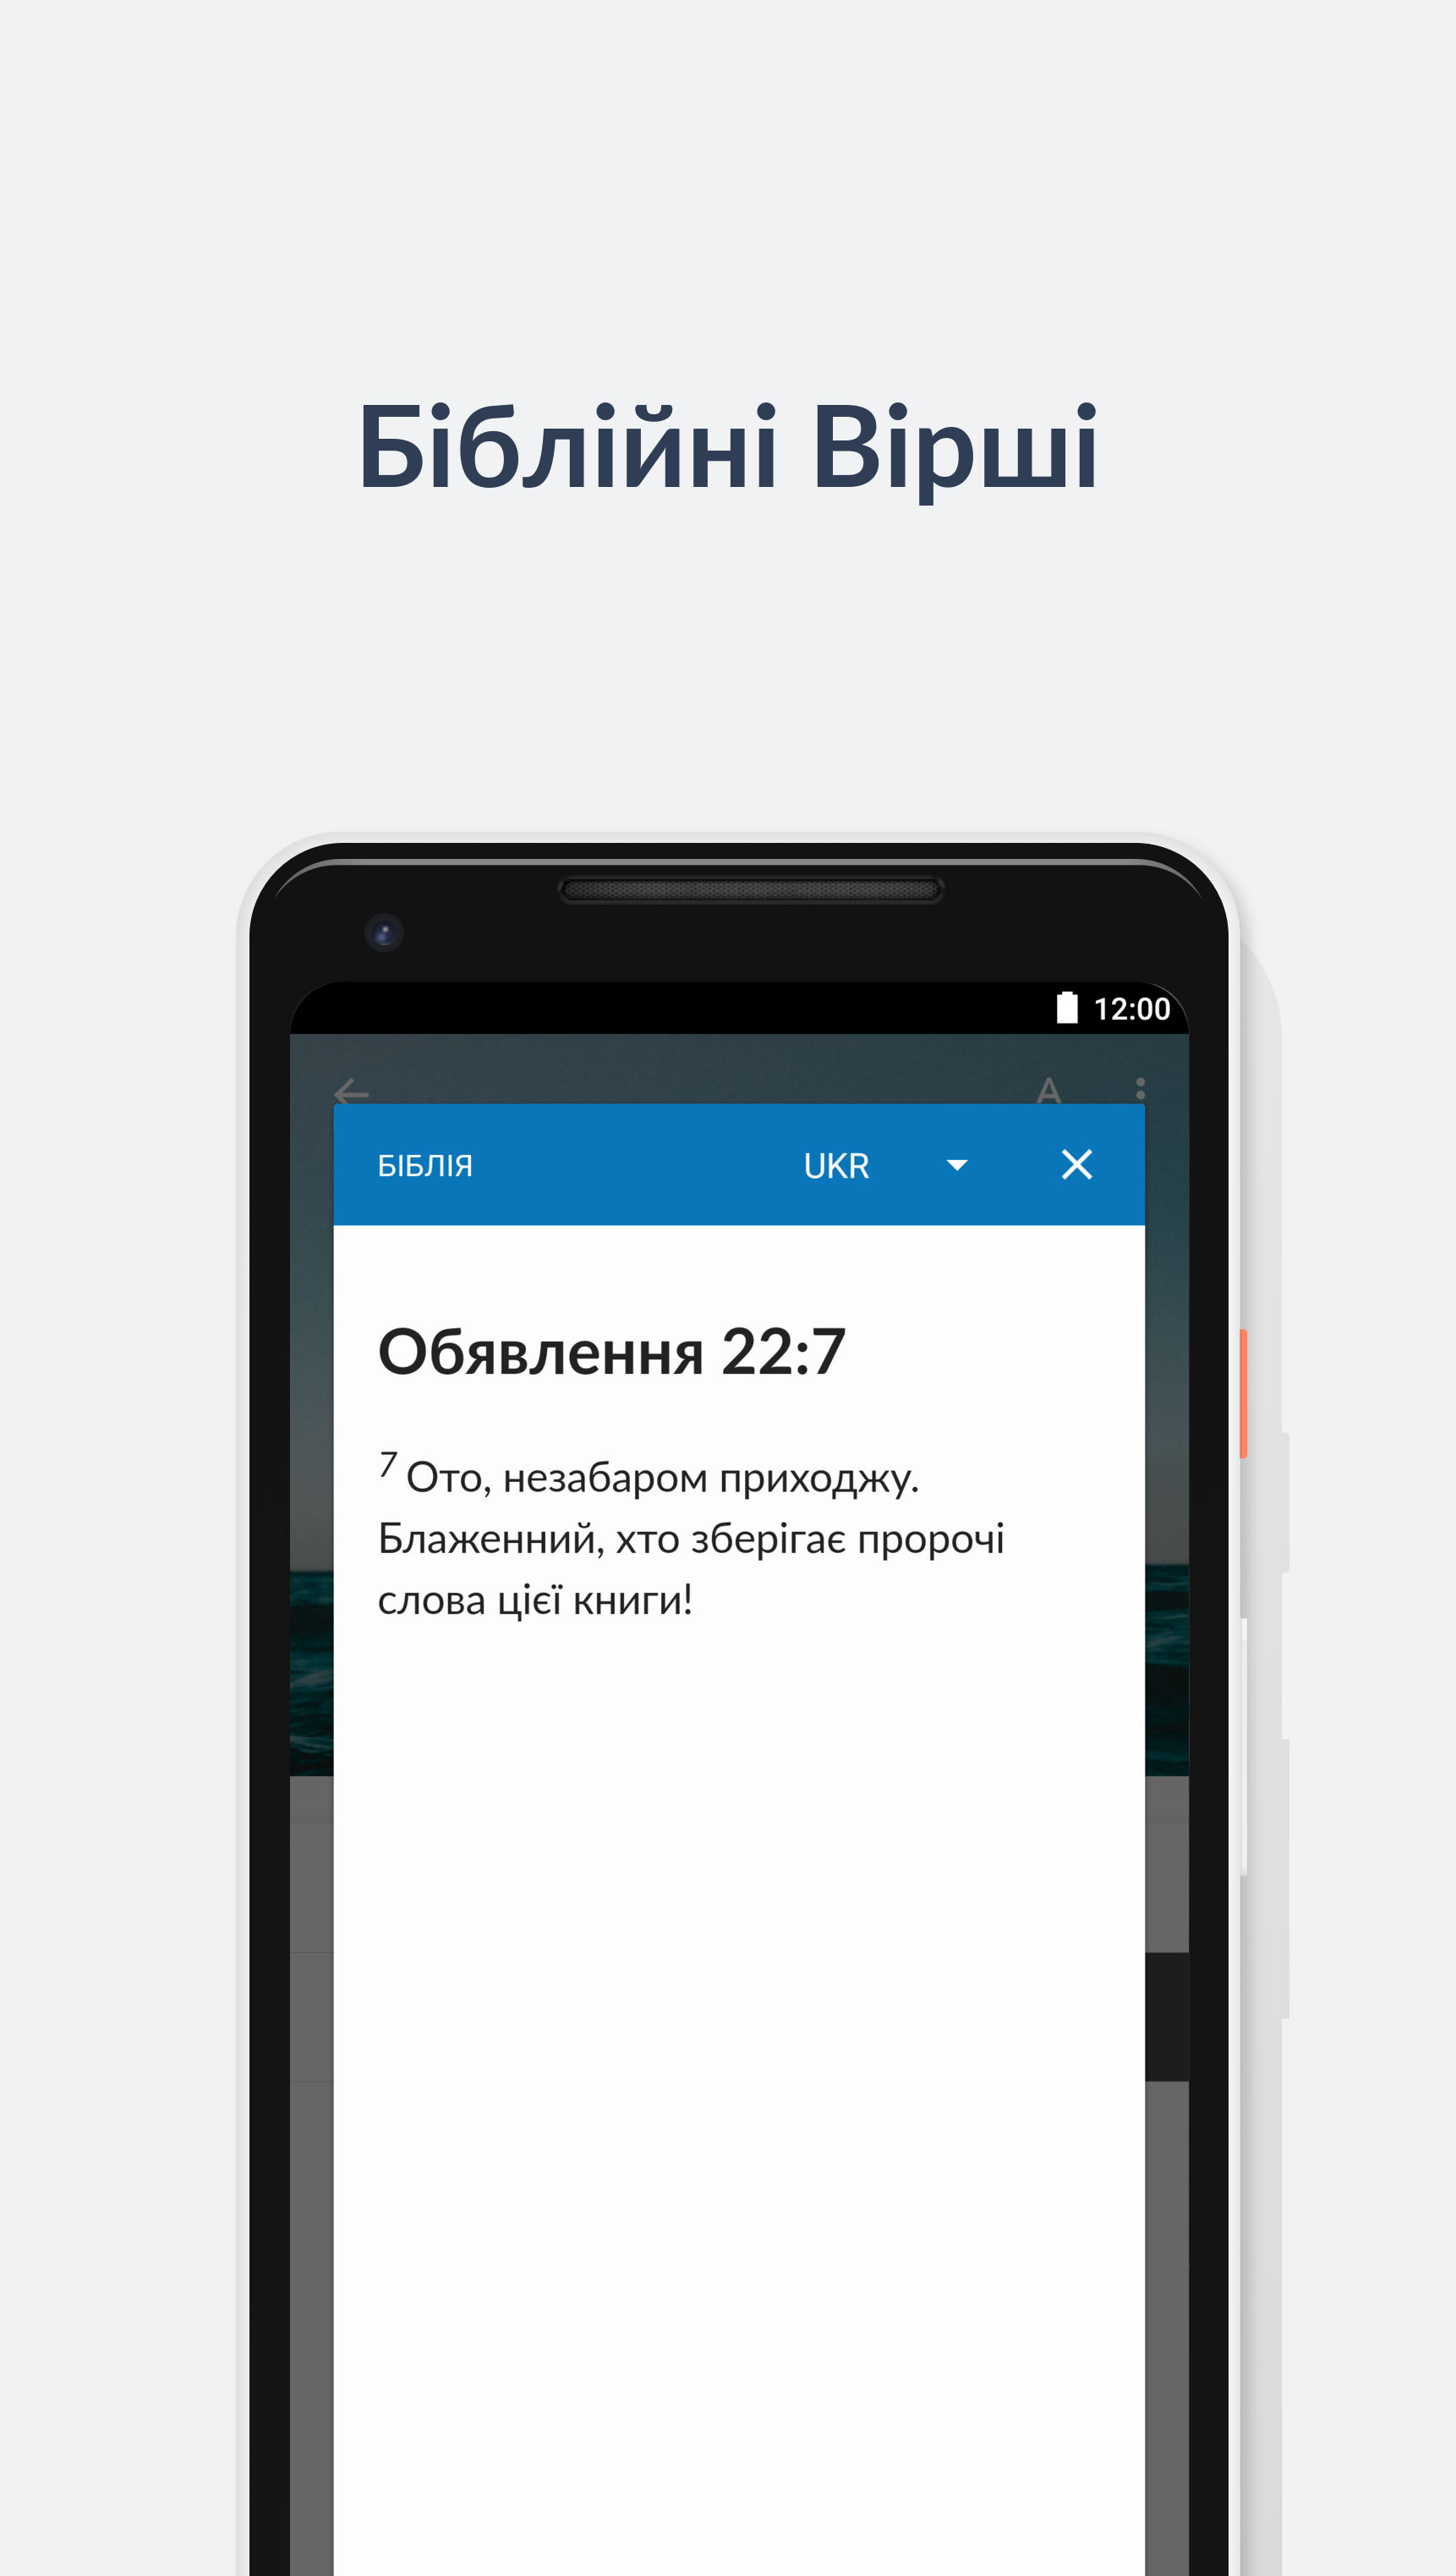 Біблійні Вірші
12:00
A
БІБЛІЯ UKR
Обявлення 22:7
7 Ото, незабаром приходжу.
Блаженний, хто зберігає пророчі
слова цієї книги!